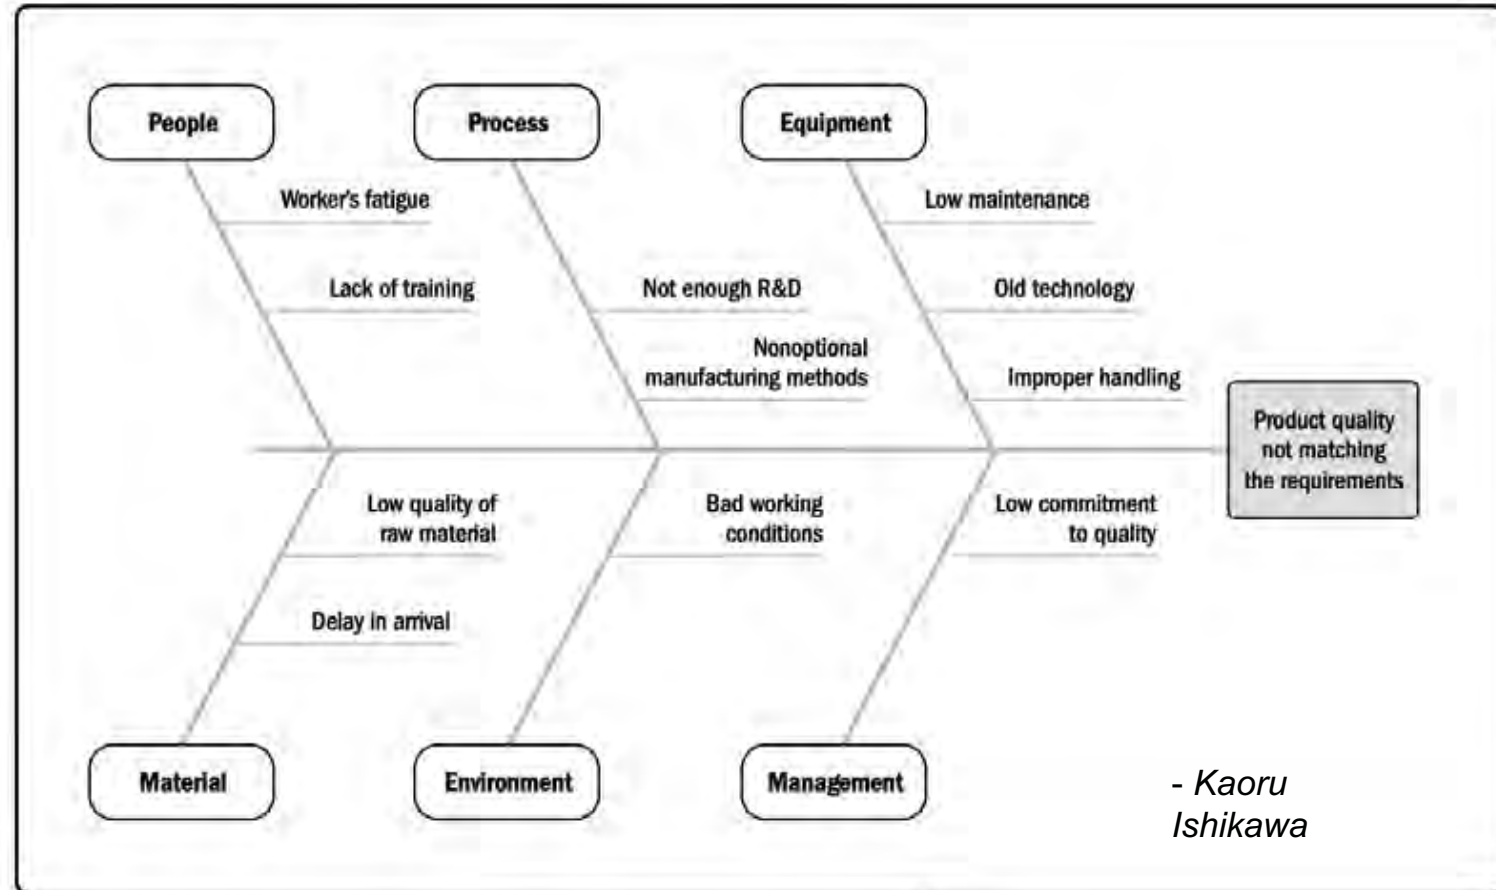 People
Process
Equipment
Worker's fatigue
Low maintenance
Lack of training
Not enough R&D
Old technology
Nonoptional
manufacturing methods
Improper handling
Product quality
not matching
the requirements
Low quality of
raw material
Bad working
conditions
Low commitment
to quality
Delay in arrival
Material
Environment
Management
- Kaoru
Ishikawa